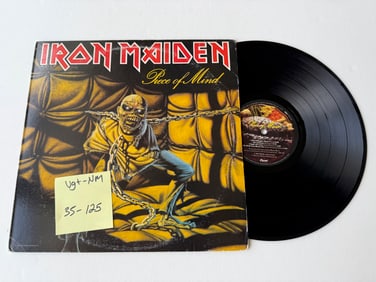 IRON MAIDEN
Piece of Mind
Vg+-NM
35-125